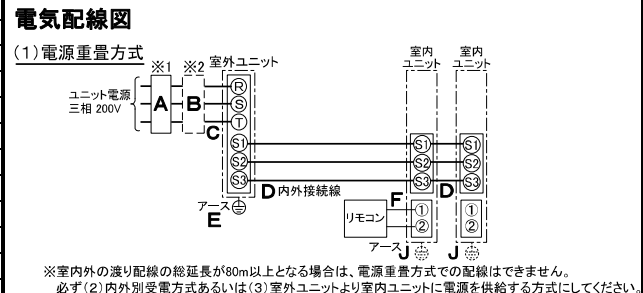 電気配線図
(1)電源重畳方式
※1 ※2 室外ユニット
室内
ユニット
室内
ユニット
ユニット電源
三相 200V
A B C
R
S
T
S1
S2
S3
S1
S2
S3
S1
S2
S3
D 内外接続線
D
F
アース
E
リモコン
①
②
①
②
アース J
J
※室内外の渡り配線の総延長が80m以上となる場合は、電源重畳方式での配線はできません。
必ず(2)内外別受電方式あるいは(3)室外ユニットより室内ユニットに電源を供給する方式にしてください。